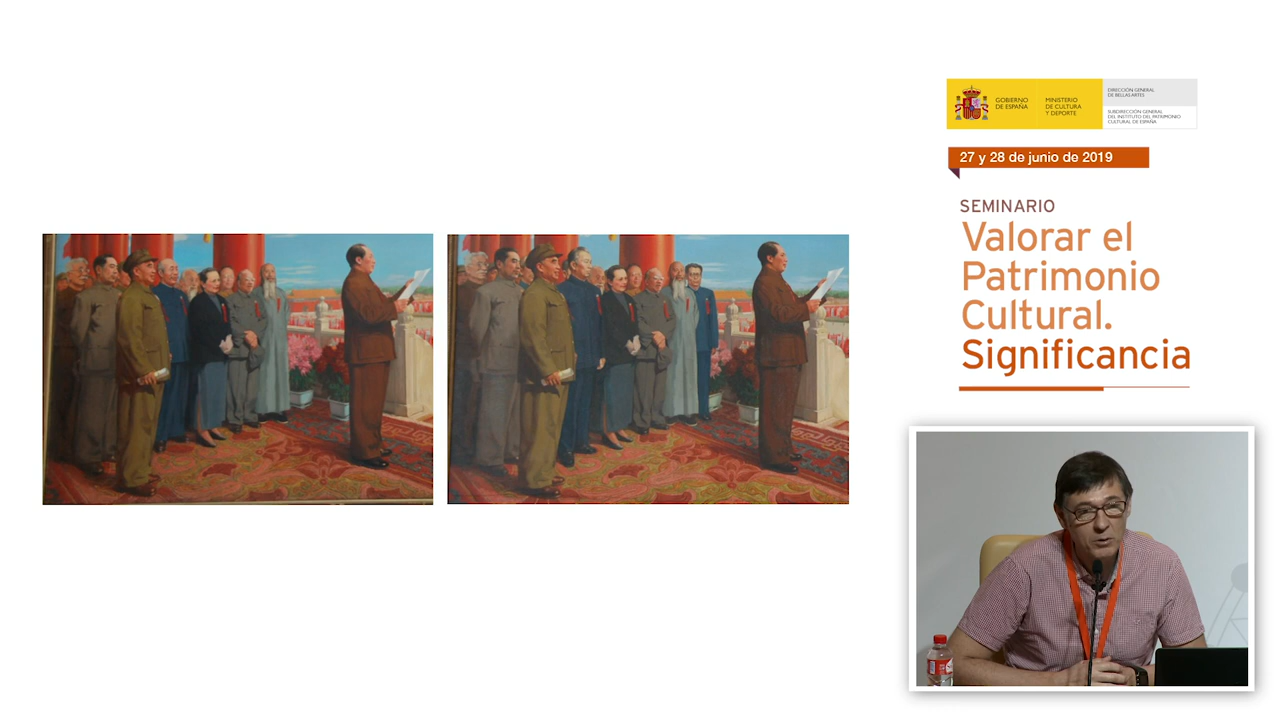 GOBIERNO
DE ESPAÑA
MINISTERIO
DE CULTURA
Y DEPORTE
DIRECCIÓN GENERAL
DE BELLAS ARTES
SUBDIRECCIÓN GENERAL
DEL INSTITUTO DEL PATRIMONIO
CULTURAL DE ESPAÑA
27 y 28 de junio de 2019
SEMINARIO
Valorar el
Patrimonio
Cultural.
Significancia